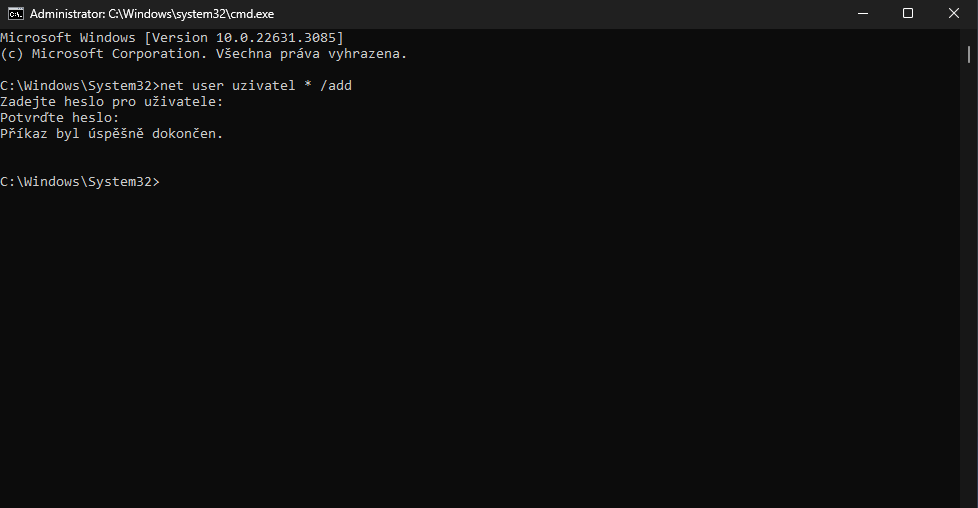 Administrator: C:\Windows\system32\cmd.exe
Microsoft Windows [Version 10.0.22631.3085]
(c) Microsoft Corporation. Všechna práva vyhrazena.
C:\Windows\System32>net user uzivatel * /add
Zadejte heslo pro uživatele:
Potvrďte heslo:
Příkaz byl úspěšně dokončen.
C:\Windows\System32>